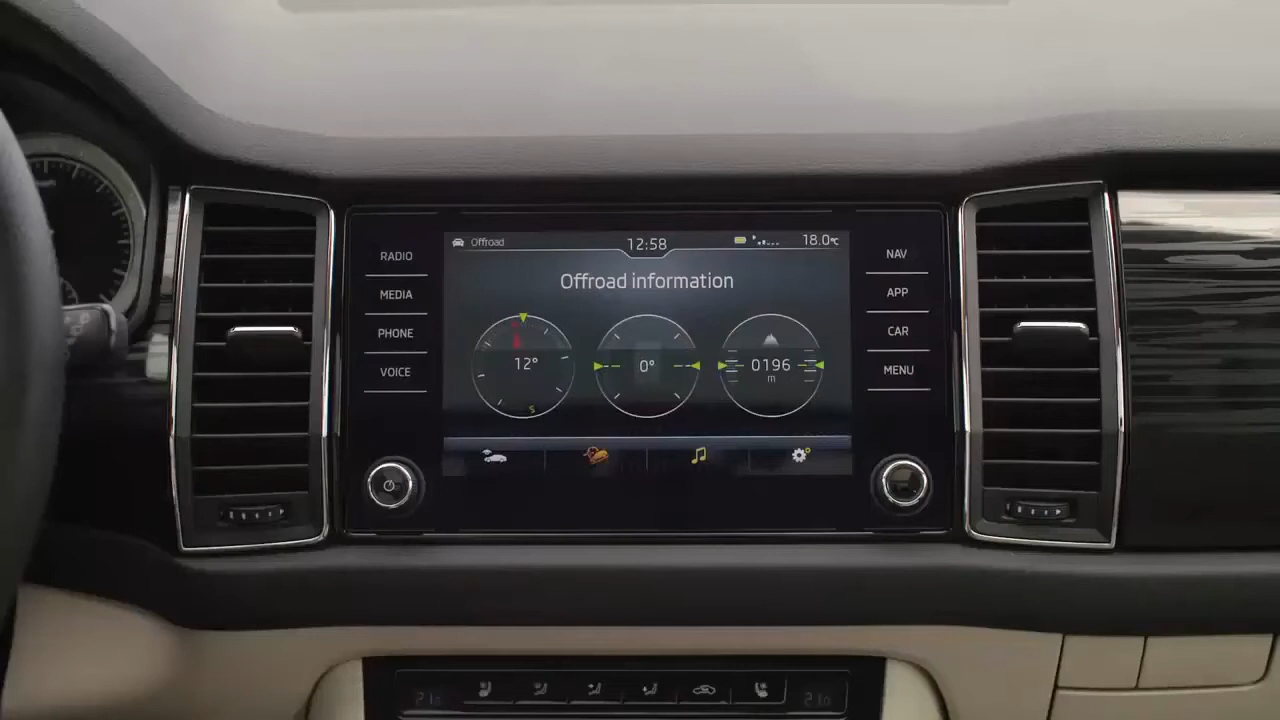 Offroad
12:58
18.0°C
Offroad information
RADIO
MEDIA
PHONE
VOICE
NAV
APP
CAR
MENU
12°
S
0°
0196
m